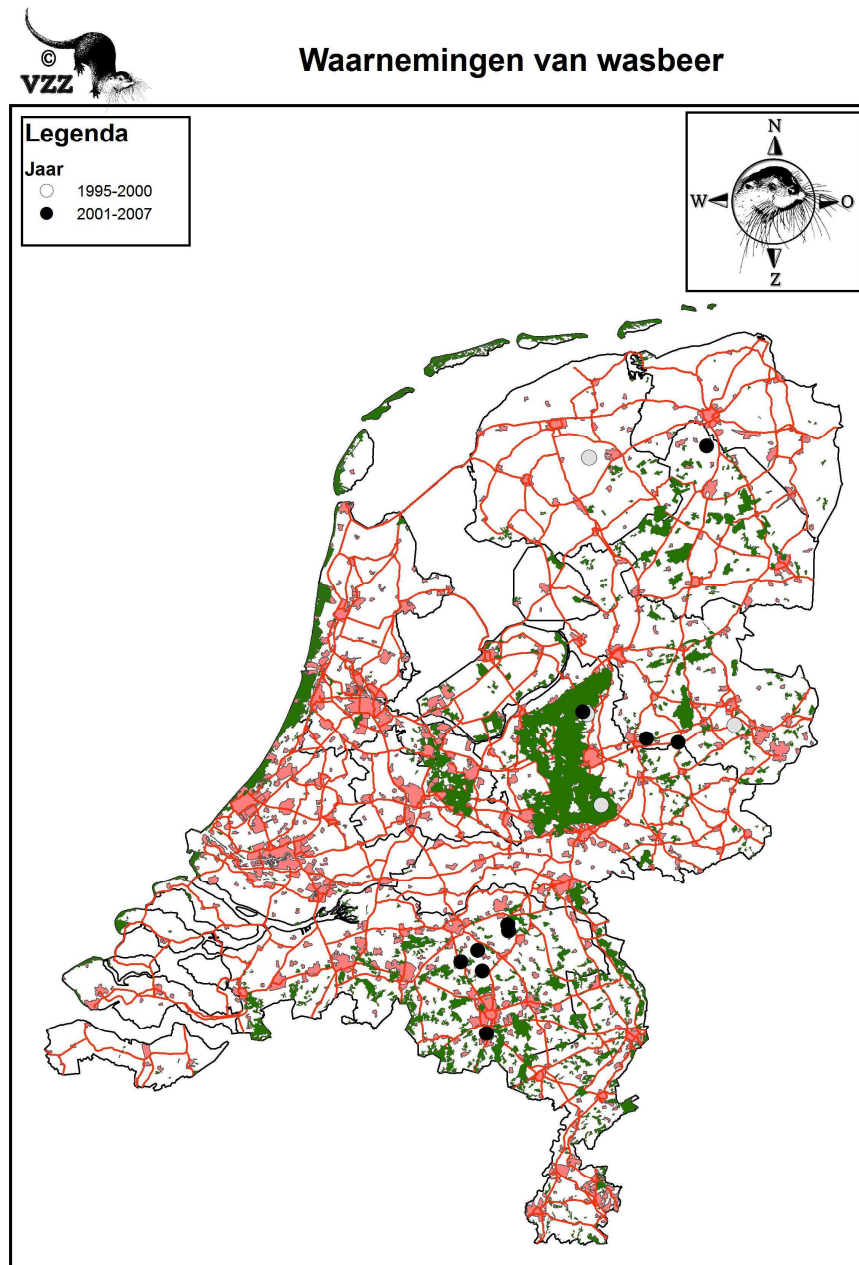 ©
VZZ
Waarnemingen van wasbeer
Legenda
Jaar
1995-2000
2001-2007
N
W
O
Z